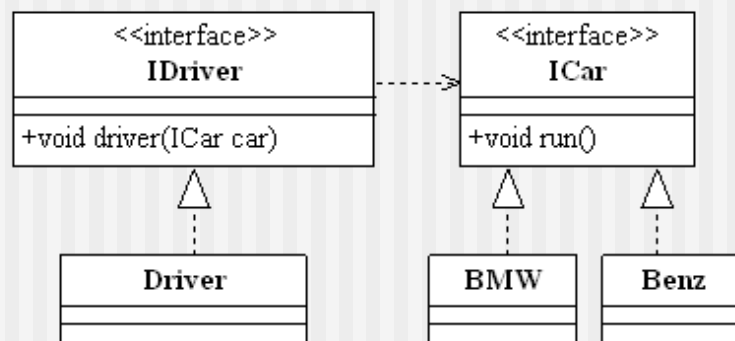 <<interface>>
IDriver
+void driver(ICar car)
<<interface>>
ICar
+void run()
Driver
BMW
Benz